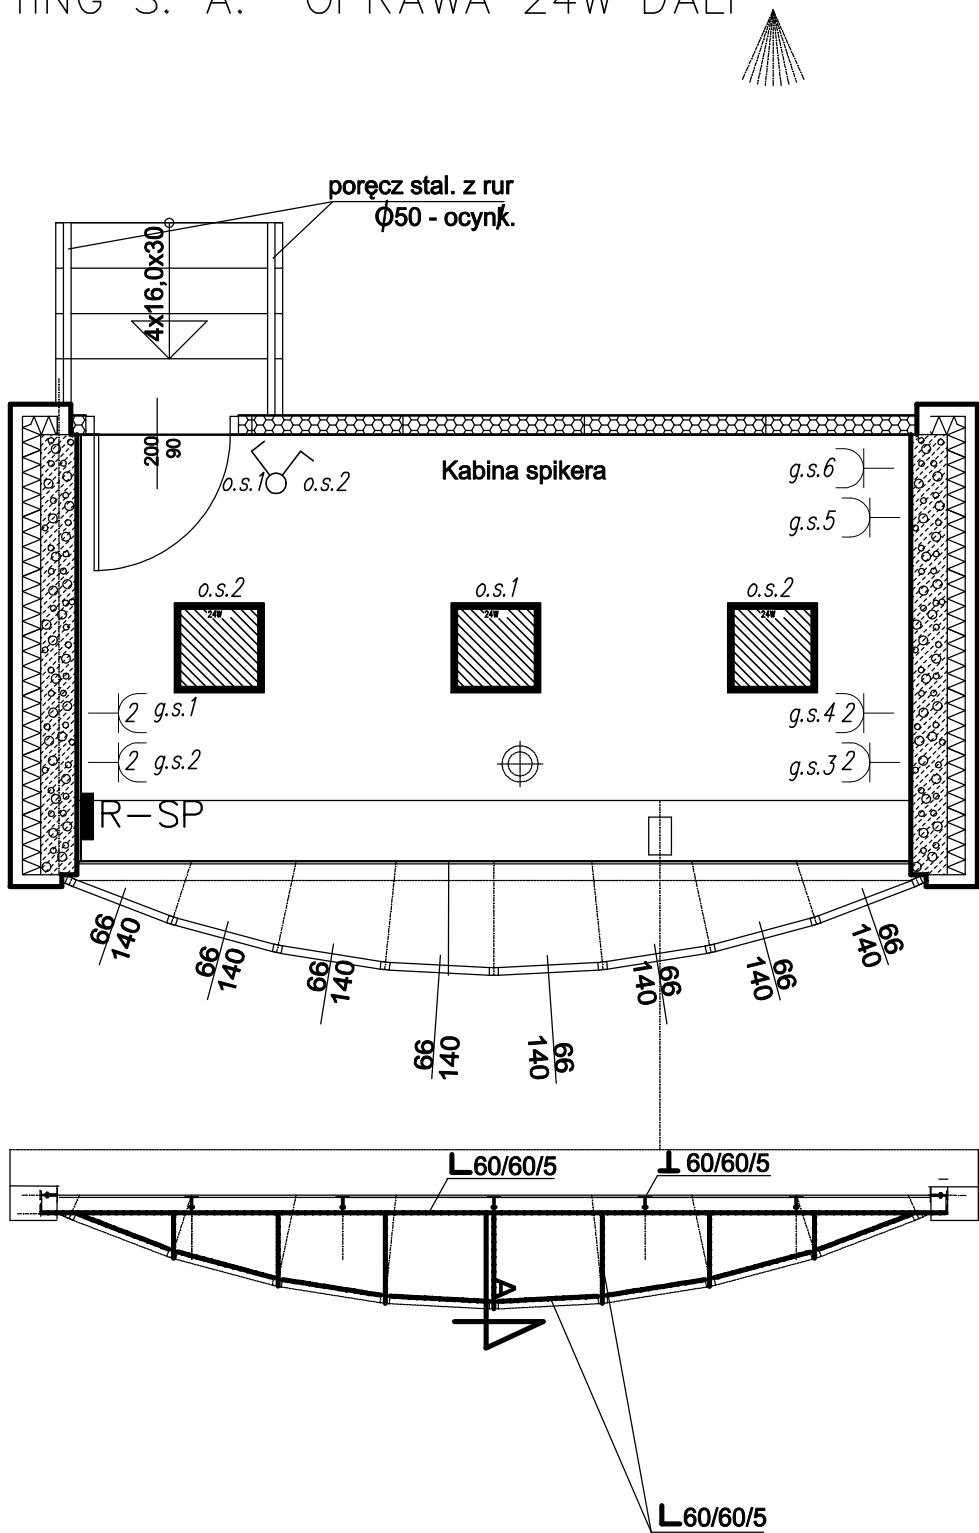 S. A. OPRAWA 24W DALI
poręcz stal. z rur
ϕ50 - ocynk.
4x16,0x30
200
90
o.s.1 o.s.2
Kabina spikera
g.s.6
g.s.5
o.s.2
o.s.1
o.s.2
24W
24W
24W
2 g.s.1
g.s.4 2
2 g.s.2
g.s.3 2
R-SP
66
140
66
140
66
140
66
140
66
140
66
140
66
140
66
140
60/60/5
60/60/5
A
60/60/5